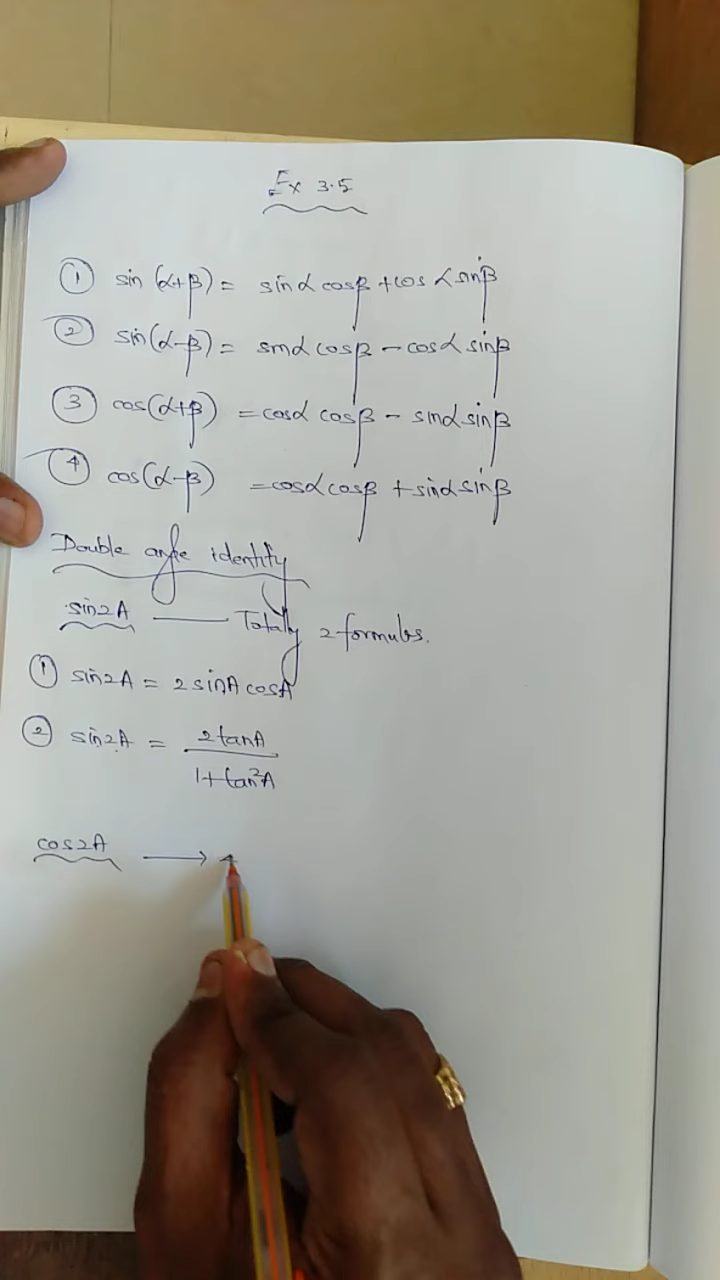 Ex 3.5
① sin (α+β) = sinα cosβ + cosα sinβ
② sin(α-β) = sinα cosβ - cosα sinβ
③ cos(α+β) = cosα cosβ - sinα sinβ
④ cos(α-β) = cosα cosβ + sinα sinβ
Double angle identify
sin2A — Totally 2 formulas.
① sin2A = 2 sinA cosA
② sin2A = 2tanA / 1+tan²A
cos2A →